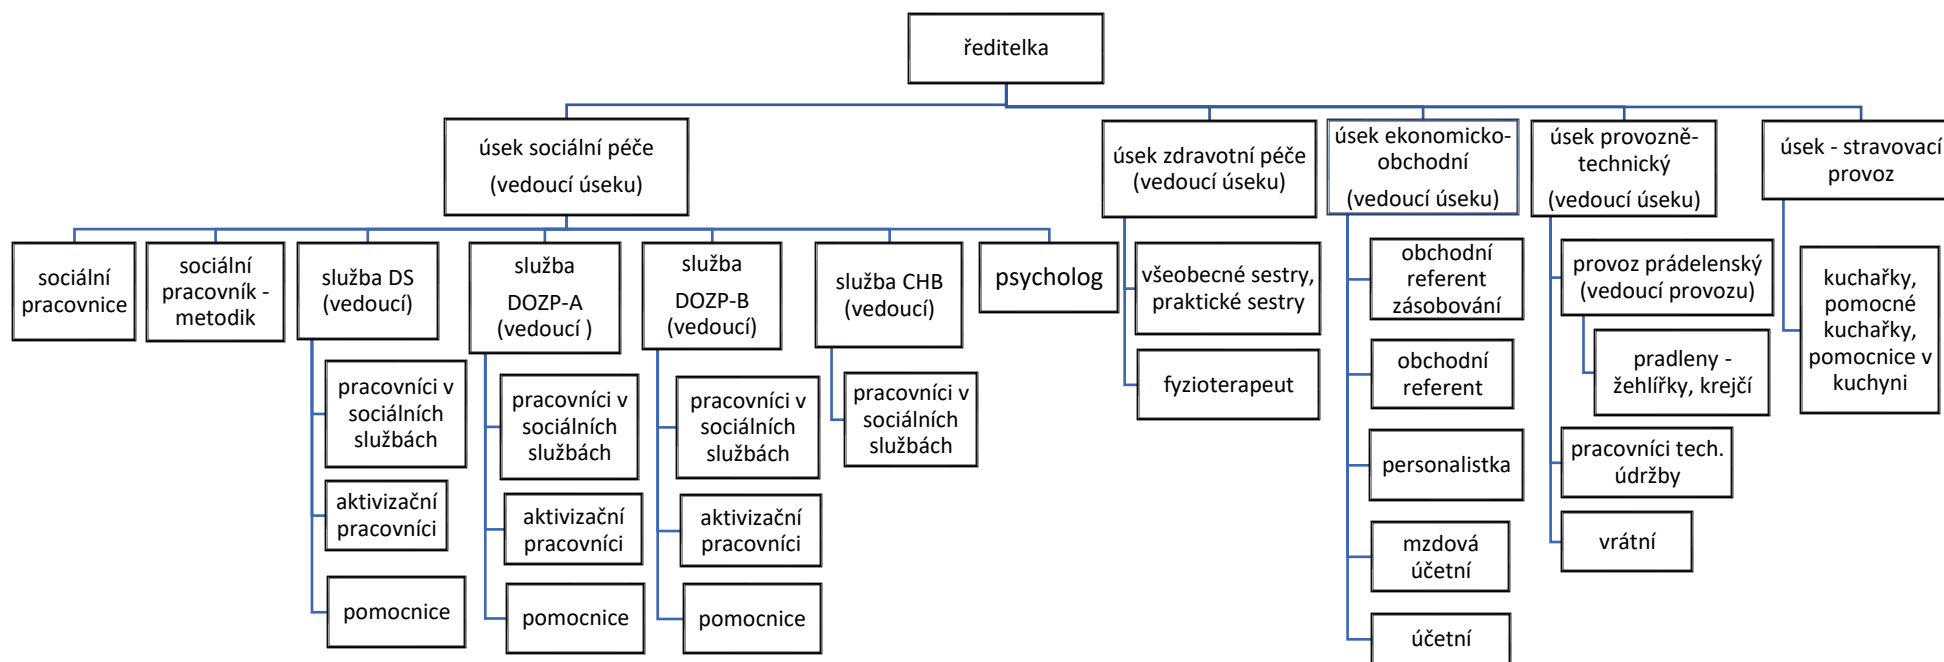 ředitelka
úsek sociální péče
(vedoucí úseku)
úsek zdravotní péče
(vedoucí úseku)
úsek ekonomicko-
obchodní
(vedoucí úseku)
úsek provozně-
technický
(vedoucí úseku)
úsek - stravovací
provoz
sociální
pracovnice
sociální
pracovník -
metodik
služba DS
(vedoucí)
pracovníci v
sociálních
službách
aktivizační
pracovníci
pomocnice
služba
DOZP-A
(vedoucí )
pracovníci v
sociálních
službách
aktivizační
pracovníci
pomocnice
služba
DOZP-B
(vedoucí)
pracovníci v
sociálních
službách
aktivizační
pracovníci
pomocnice
služba CHB
(vedoucí)
pracovníci v
sociálních
službách
psycholog
všeobecné sestry,
praktické sestry
fyzioterapeut
obchodní
referent
zásobování
obchodní
referent
personalistka
mzdová
účetní
účetní
provoz prádelenský
(vedoucí provozu)
pradleny -
žehlířky, krejčí
pracovníci tech.
údržby
vrátní
kuchařky,
pomocné
kuchařky,
pomocnice v
kuchyni